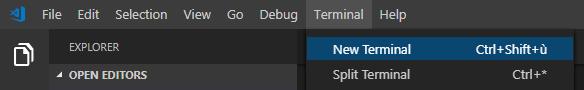 File Edit Selection View Go Debug Terminal Help
EXPLORER
New Terminal Ctrl+Shift+ù
OPEN EDITORS
Split Terminal Ctrl+*